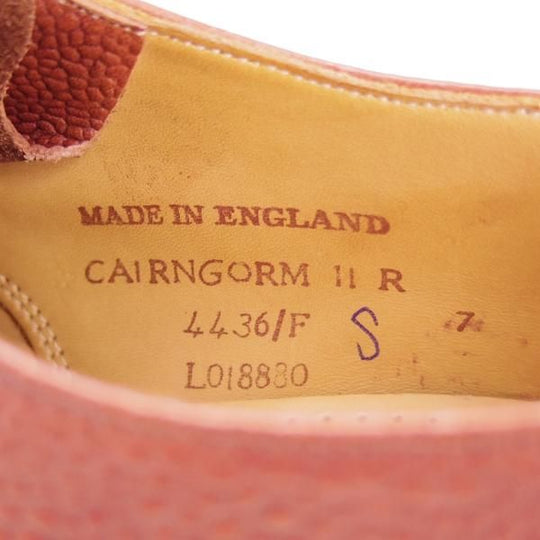 MADE IN ENGLAND
CAIRNGORM II R
4436/F S 7
L018880